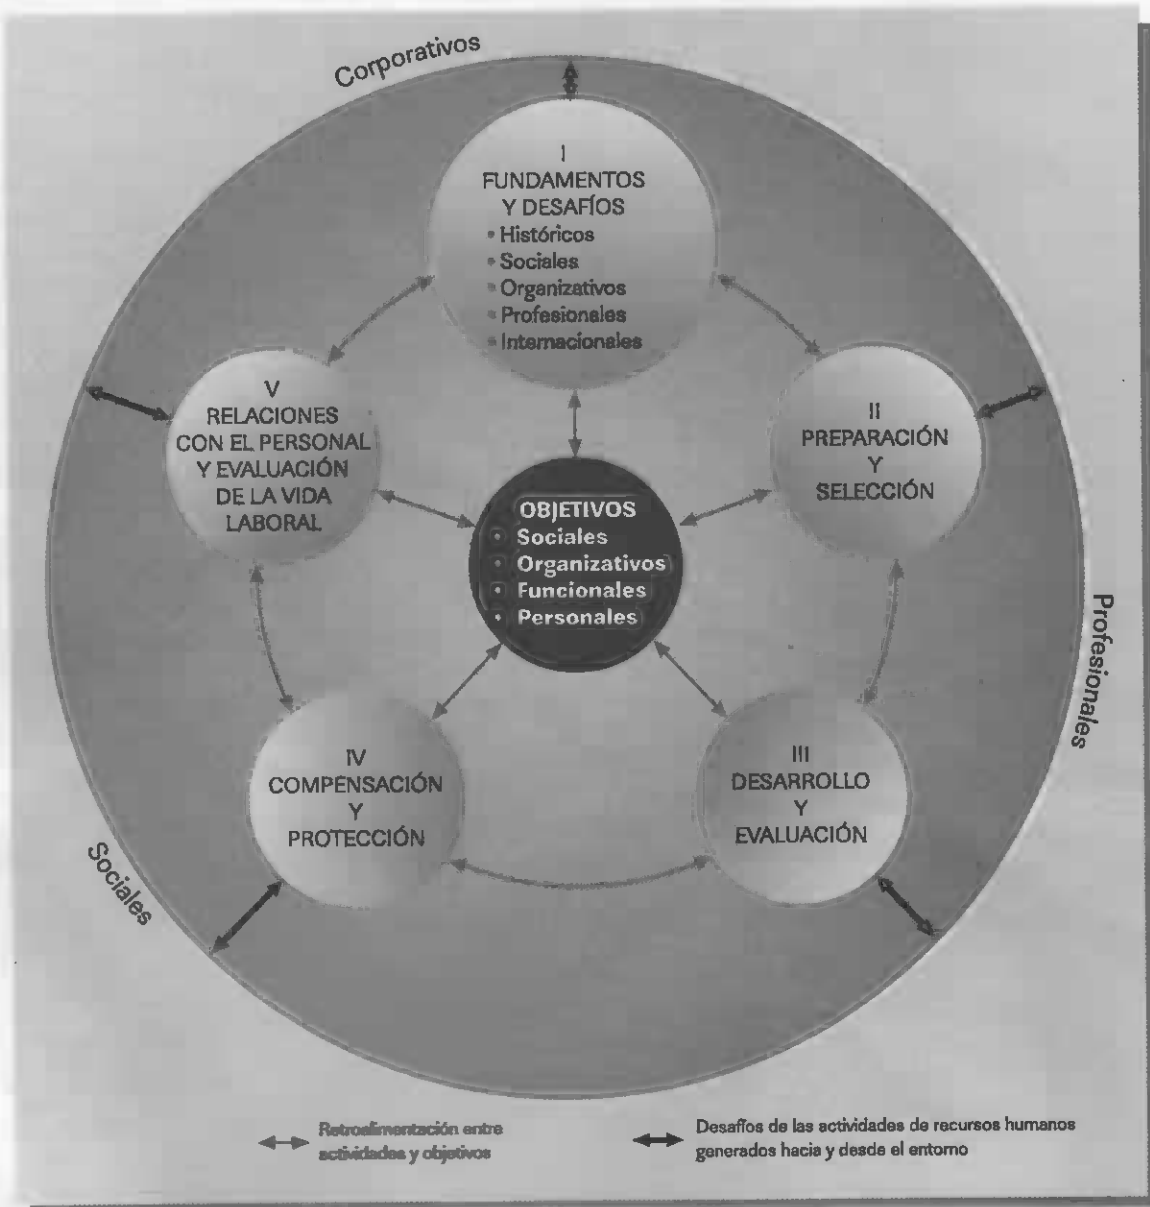 Corporativos
I
FUNDAMENTOS
Y DESAFÍOS
• Históricos
• Sociales
• Organizativos
• Profesionales
• Internacionales
II
PREPARACIÓN
Y
SELECCIÓN
V
RELACIONES
CON EL PERSONAL
Y EVALUACIÓN
DE LA VIDA
LABORAL
OBJETIVOS
• Sociales
• Organizativos
• Funcionales
• Personales
Profesionales
III
DESARROLLO
Y
EVALUACIÓN
IV
COMPENSACIÓN
Y
PROTECCIÓN
Sociales
Retroalimentación entre
actividades y objetivos
Desafíos de las actividades de recursos humanos
generados hacia y desde el entorno